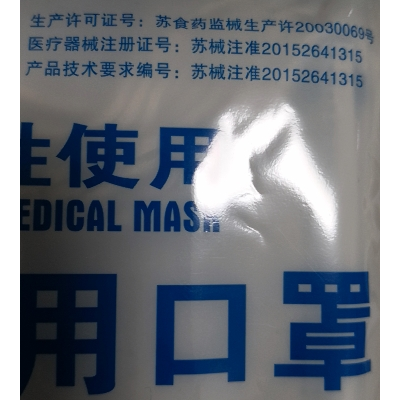 生产许可证号：苏食药监械生产许20030069号
医疗器械注册证号：苏械注准20152641315
产品技术要求编号：苏械注准20152641315
性使用
EDICAL MASK
用口罩